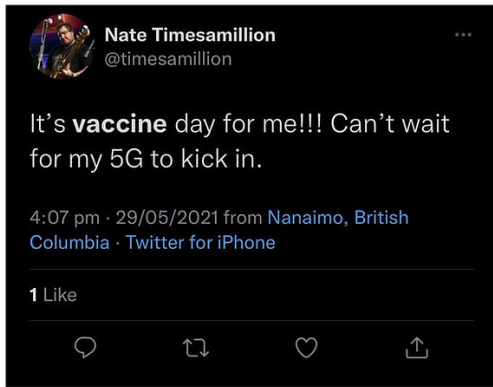 Nate Timesamillion
@timesamillion
It’s vaccine day for me!!! Can’t wait
for my 5G to kick in.
4:07 pm · 29/05/2021 from Nanaimo, British
Columbia · Twitter for iPhone
1 Like